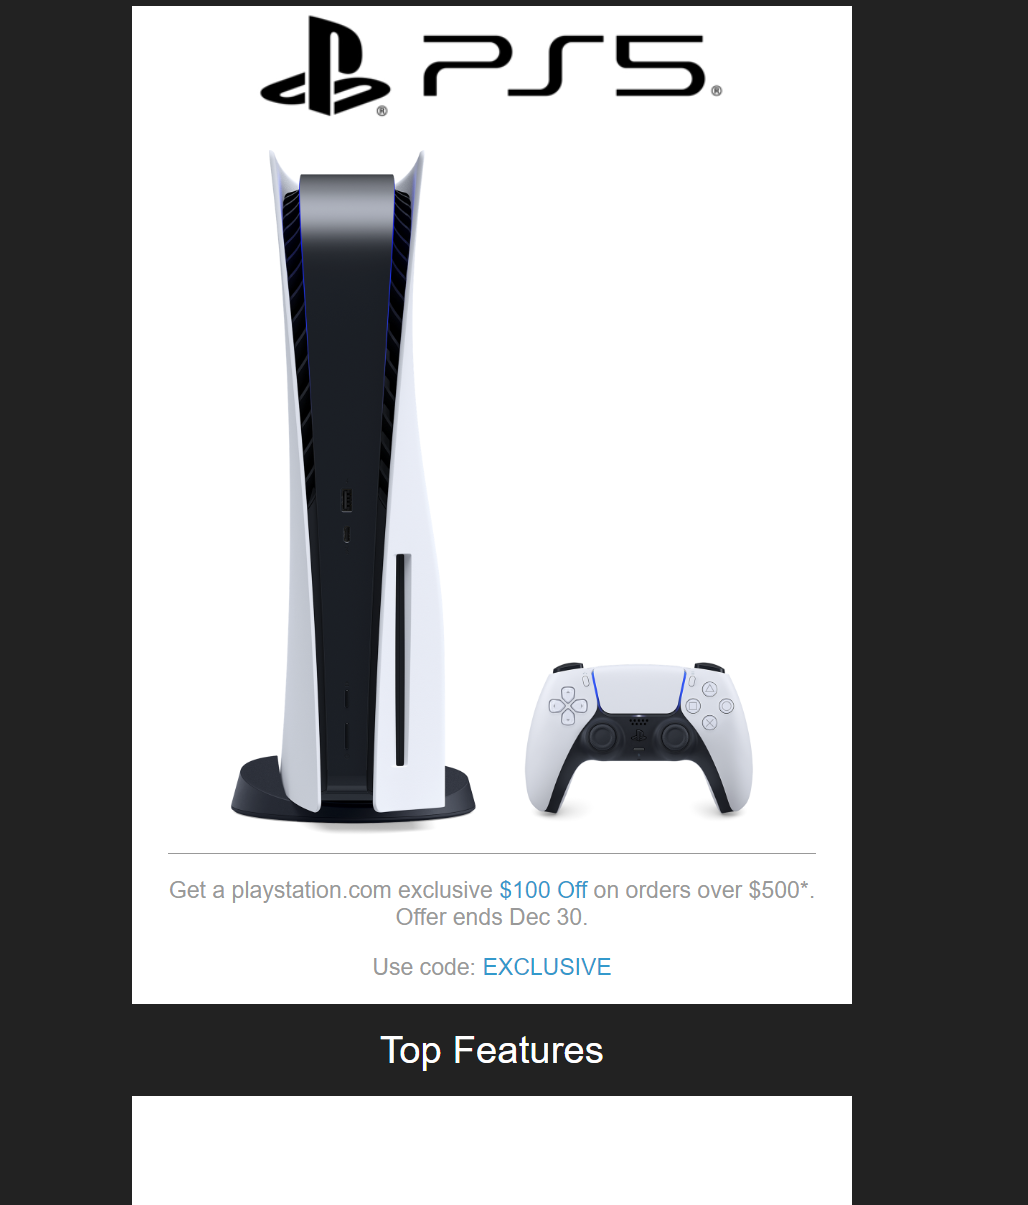 PS5®
®
Get a playstation.com exclusive $100 Off on orders over $500*.
Offer ends Dec 30.
Use code: EXCLUSIVE
Top Features